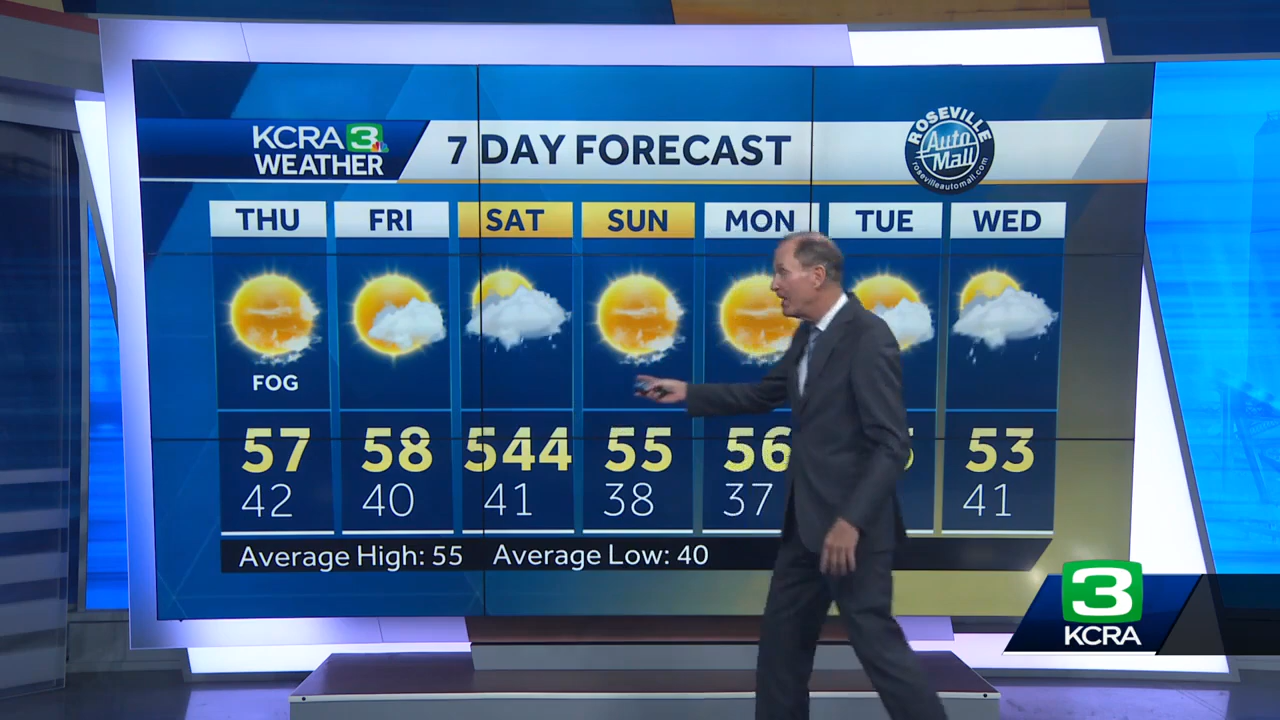 KCRA 3
WEATHER
7 DAY FORECAST
ROSEVILLE
Auto
Mall
rosevilleautomall.com
THU FRI SAT SUN MON TUE WED
FOG
57 58 544 55 56 53
42 40 41 38 37 41
Average High: 55 Average Low: 40
3
KCRA